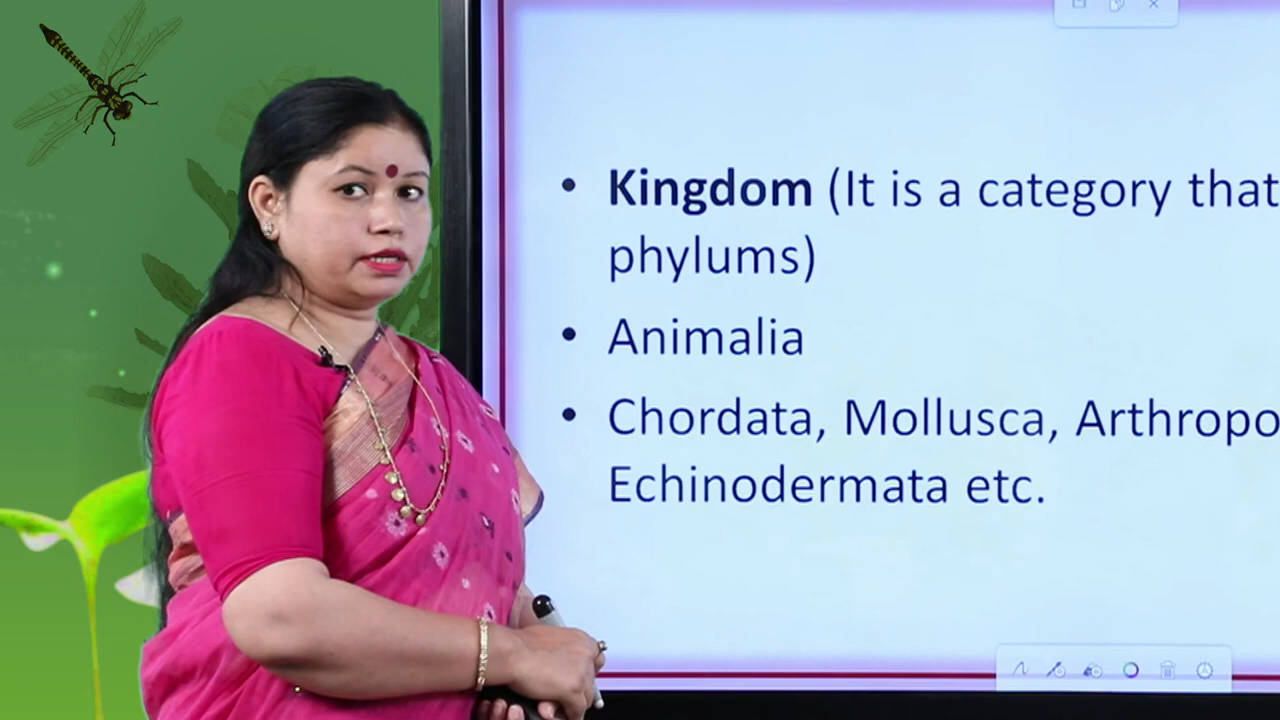 • Kingdom (It is a category that
phylums)
• Animalia
• Chordata, Mollusca, Arthropo
Echinodermata etc.